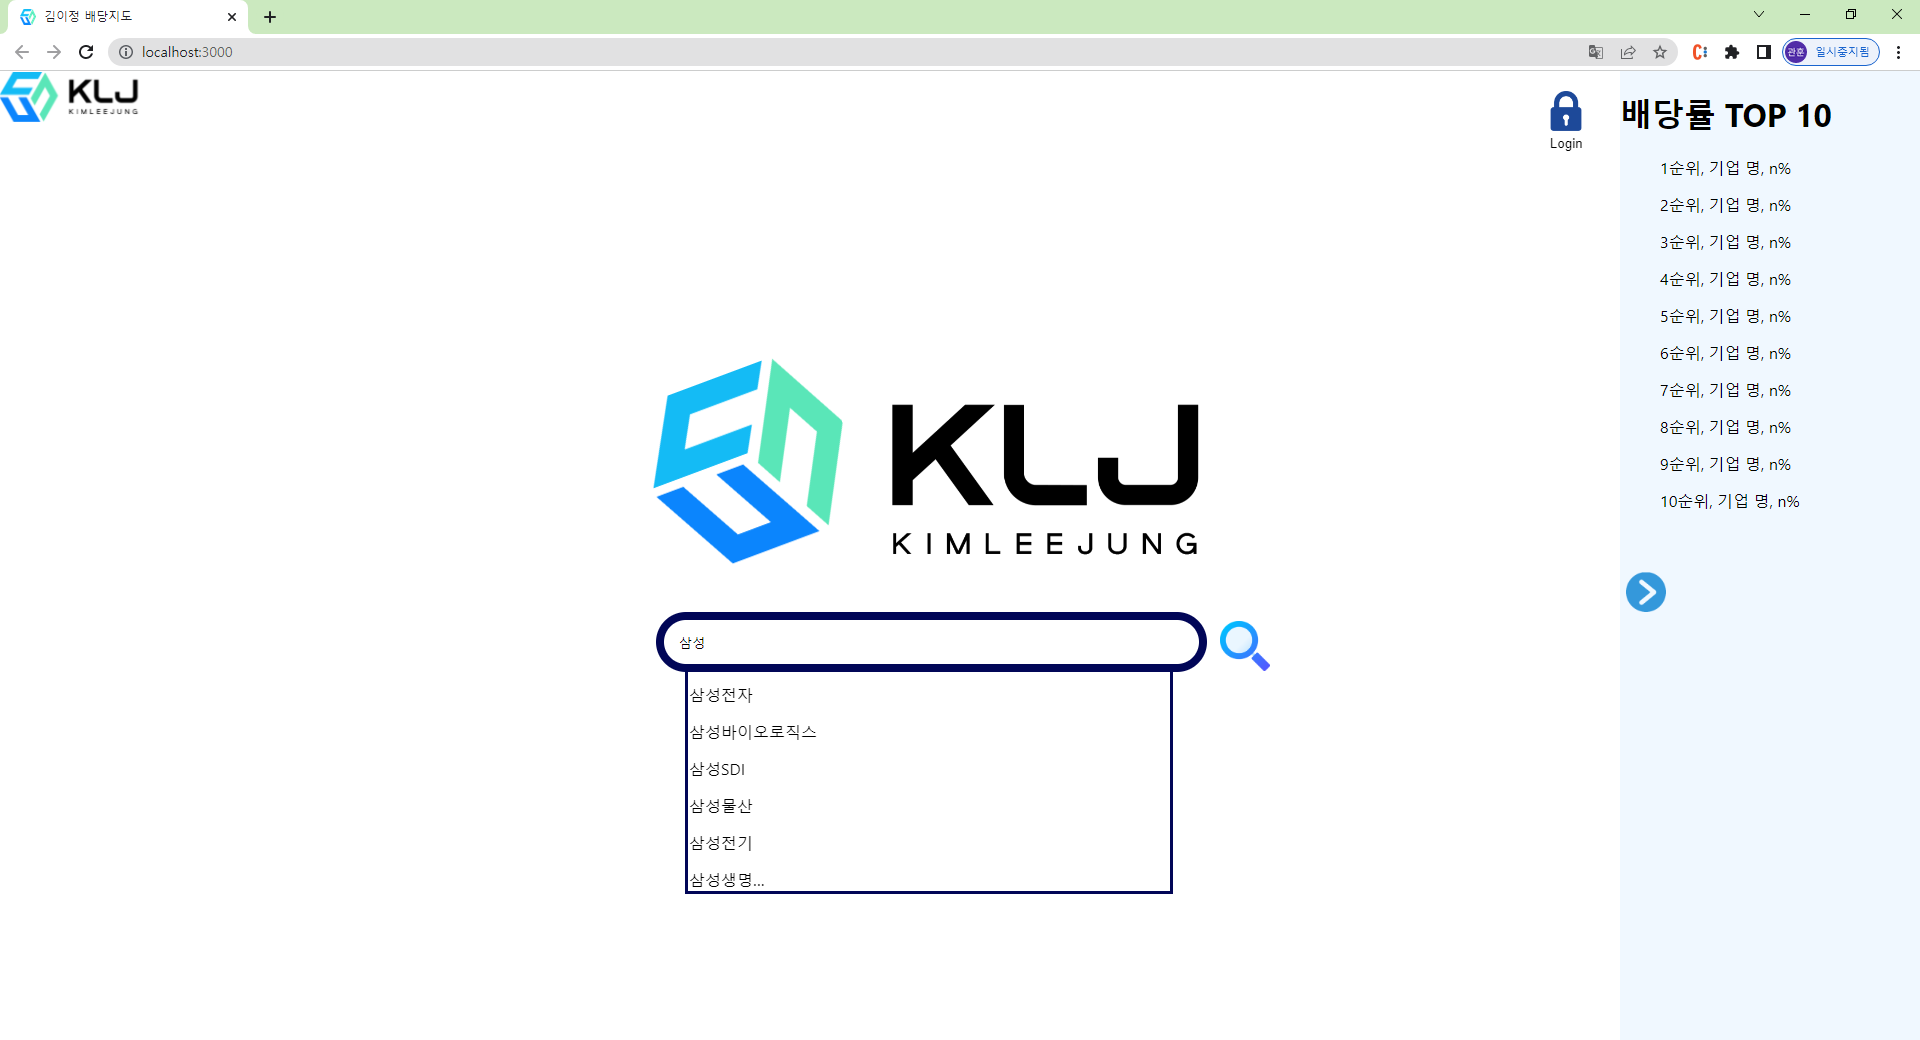 김이정 배당지도
localhost:3000
관훈 일시중지됨
KLJ
KIMLEEJUNG
Login
배당률 TOP 10
1순위, 기업 명, n%
2순위, 기업 명, n%
3순위, 기업 명, n%
4순위, 기업 명, n%
5순위, 기업 명, n%
6순위, 기업 명, n%
7순위, 기업 명, n%
8순위, 기업 명, n%
9순위, 기업 명, n%
10순위, 기업 명, n%
KLJ
KIMLEEJUNG
삼성
삼성전자
삼성바이오로직스
삼성SDI
삼성물산
삼성전기
삼성생명...